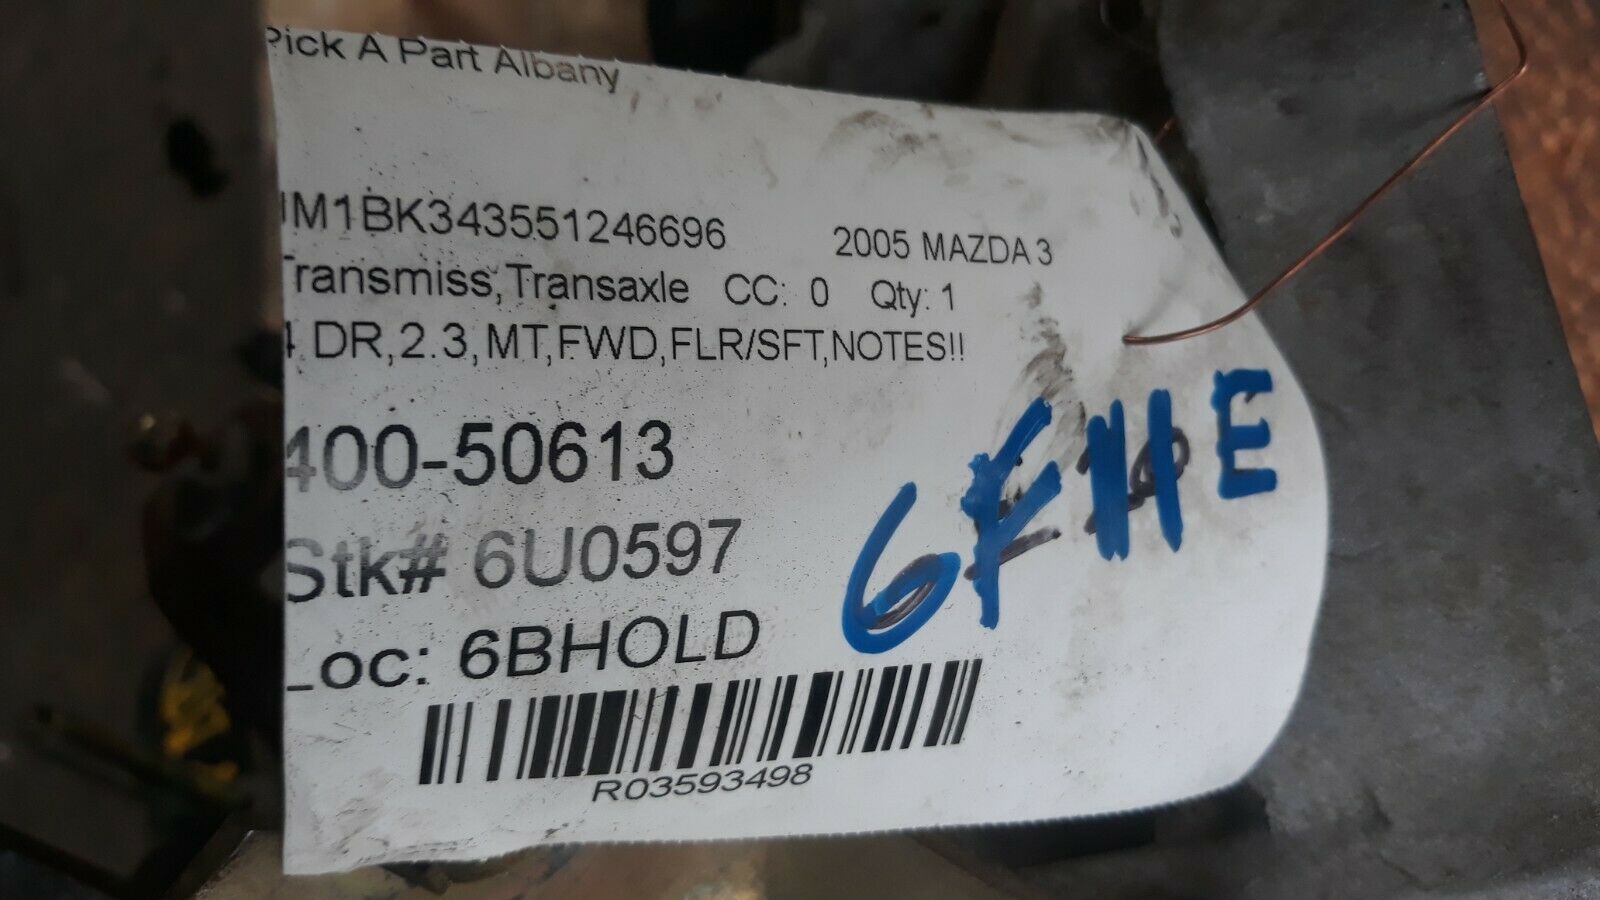 Pick A Part Albany
JM1BK343551246696 2005 MAZDA 3
Transmiss,Transaxle CC: 0 Qty: 1
4 DR,2.3,MT,FWD,FLR/SFT,NOTES!!
400-50613
Stk# 6U0597
Loc: 6BHOLD
6F11E
R03593498